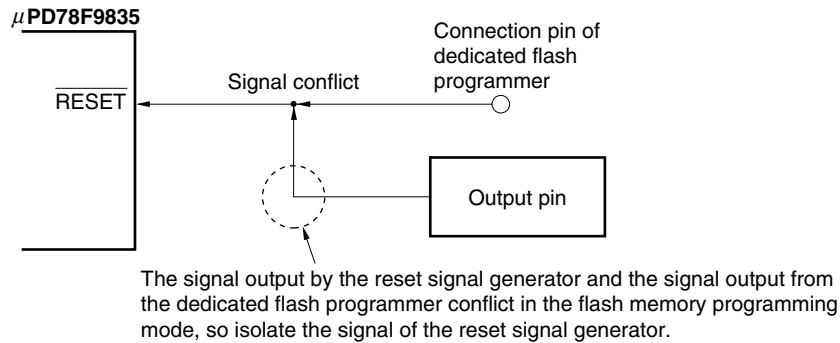 μPD78F9835
Connection pin of
dedicated flash
programmer
Signal conflict
RESET
Output pin
The signal output by the reset signal generator and the signal output from
the dedicated flash programmer conflict in the flash memory programming
mode, so isolate the signal of the reset signal generator.